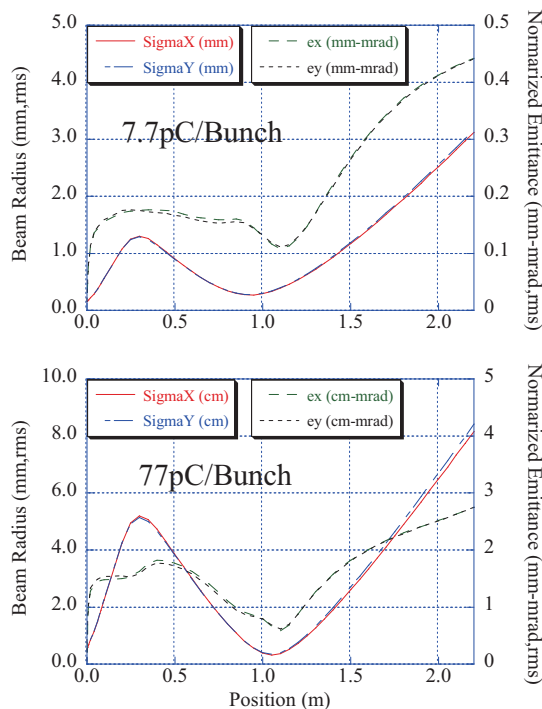 SigmaX (mm)
SigmaY (mm)
ex (mm-mrad)
ey (mm-mrad)
7.7pC/Bunch
Beam Radius (mm,rms)
5.0
4.0
3.0
2.0
1.0
0.0
Normalized Emittance (mm-mrad,rms)
0.5
0.4
0.3
0.2
0.1
0
0.0
0.5
1.0
1.5
2.0
SigmaX (cm)
SigmaY (cm)
ex (cm-mrad)
ey (cm-mrad)
77pC/Bunch
Beam Radius (mm,rms)
10.0
8.0
6.0
4.0
2.0
0.0
Normalized Emittance (mm-mrad,rms)
5
4
3
2
1
0
0.0
0.5
1.0
1.5
2.0
Position (m)